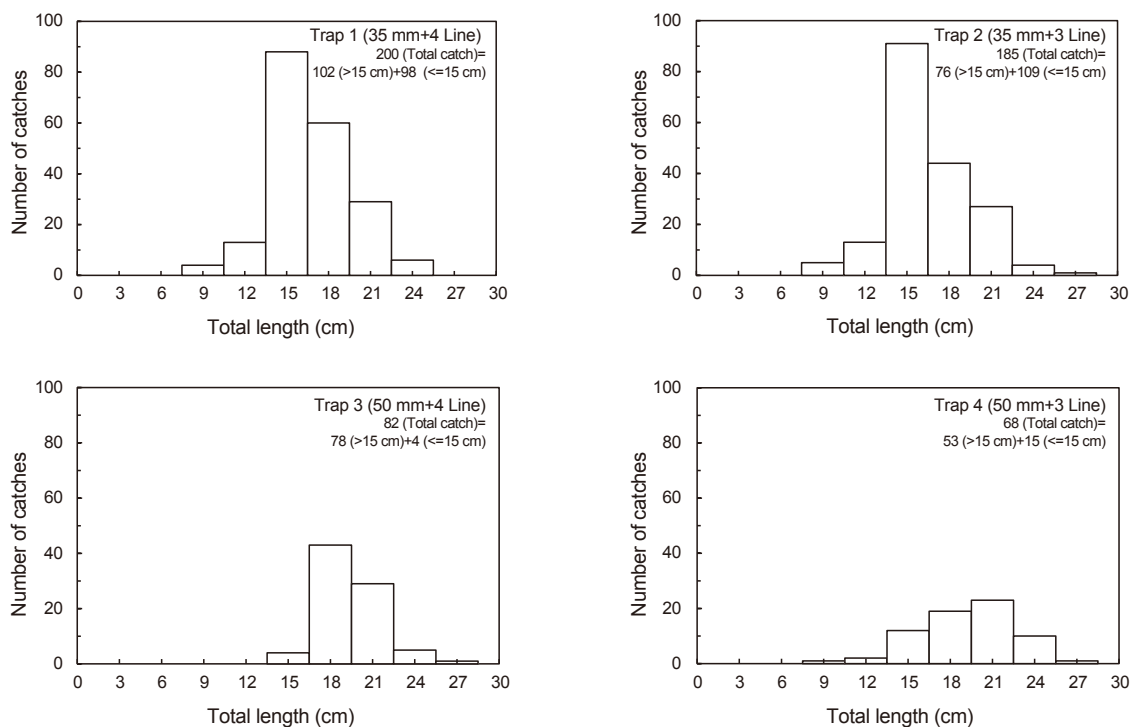 Trap 1 (35 mm+4 Line)
200 (Total catch)=
102 (>15 cm)+98 (<=15 cm)
100
80
60
40
20
0
Number of catches
0 3 6 9 12 15 18 21 24 27 30
Total length (cm)
Trap 2 (35 mm+3 Line)
185 (Total catch)=
76 (>15 cm)+109 (<=15 cm)
100
80
60
40
20
0
Number of catches
0 3 6 9 12 15 18 21 24 27 30
Total length (cm)
Trap 3 (50 mm+4 Line)
82 (Total catch)=
78 (>15 cm)+4 (<=15 cm)
100
80
60
40
20
0
Number of catches
0 3 6 9 12 15 18 21 24 27 30
Total length (cm)
Trap 4 (50 mm+3 Line)
68 (Total catch)=
53 (>15 cm)+15 (<=15 cm)
100
80
60
40
20
0
Number of catches
0 3 6 9 12 15 18 21 24 27 30
Total length (cm)